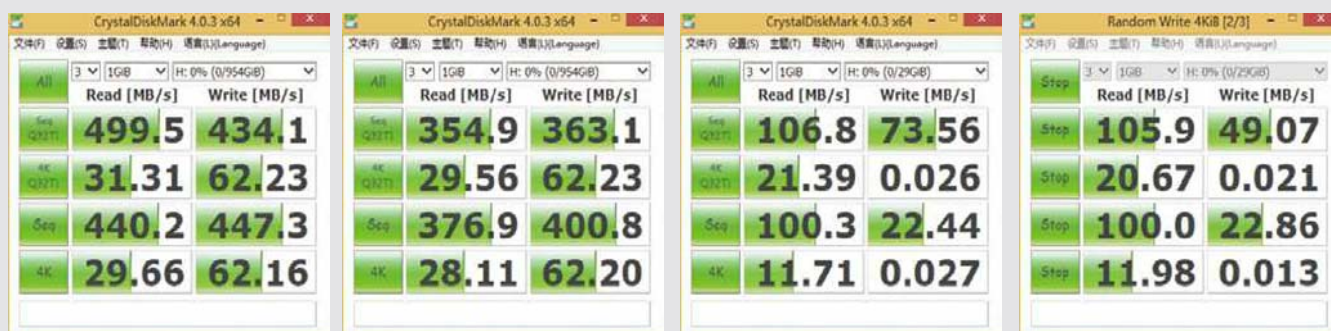 CrystalDiskMark 4.0.3 x64
文件(F) 设置(S) 主题(T) 帮助(H) 语言(L)(Language)
All 3 1GiB H: 0% (0/954GiB)
Read [MB/s] Write [MB/s]
Seq Q32T1 499.5 434.1
4K Q32T1 31.31 62.23
Seq 440.2 447.3
4K 29.66 62.16
CrystalDiskMark 4.0.3 x64
文件(F) 设置(S) 主题(T) 帮助(H) 语言(L)(Language)
All 3 1GiB H: 0% (0/954GiB)
Read [MB/s] Write [MB/s]
Seq Q32T1 354.9 363.1
4K Q32T1 29.56 62.23
Seq 376.9 400.8
4K 28.11 62.20
CrystalDiskMark 4.0.3 x64
文件(F) 设置(S) 主题(T) 帮助(H) 语言(L)(Language)
All 3 1GiB H: 0% (0/29GiB)
Read [MB/s] Write [MB/s]
Seq Q32T1 106.8 73.56
4K Q32T1 21.39 0.026
Seq 100.3 22.44
4K 11.71 0.027
Random Write 4KiB [2/3]
文件(F) 设置(S) 主题(T) 帮助(H) 语言(L)(Language)
Stop 3 1GiB H: 0% (0/29GiB)
Read [MB/s] Write [MB/s]
Stop 105.9 49.07
Stop 20.67 0.021
Stop 100.0 22.86
Stop 11.98 0.013